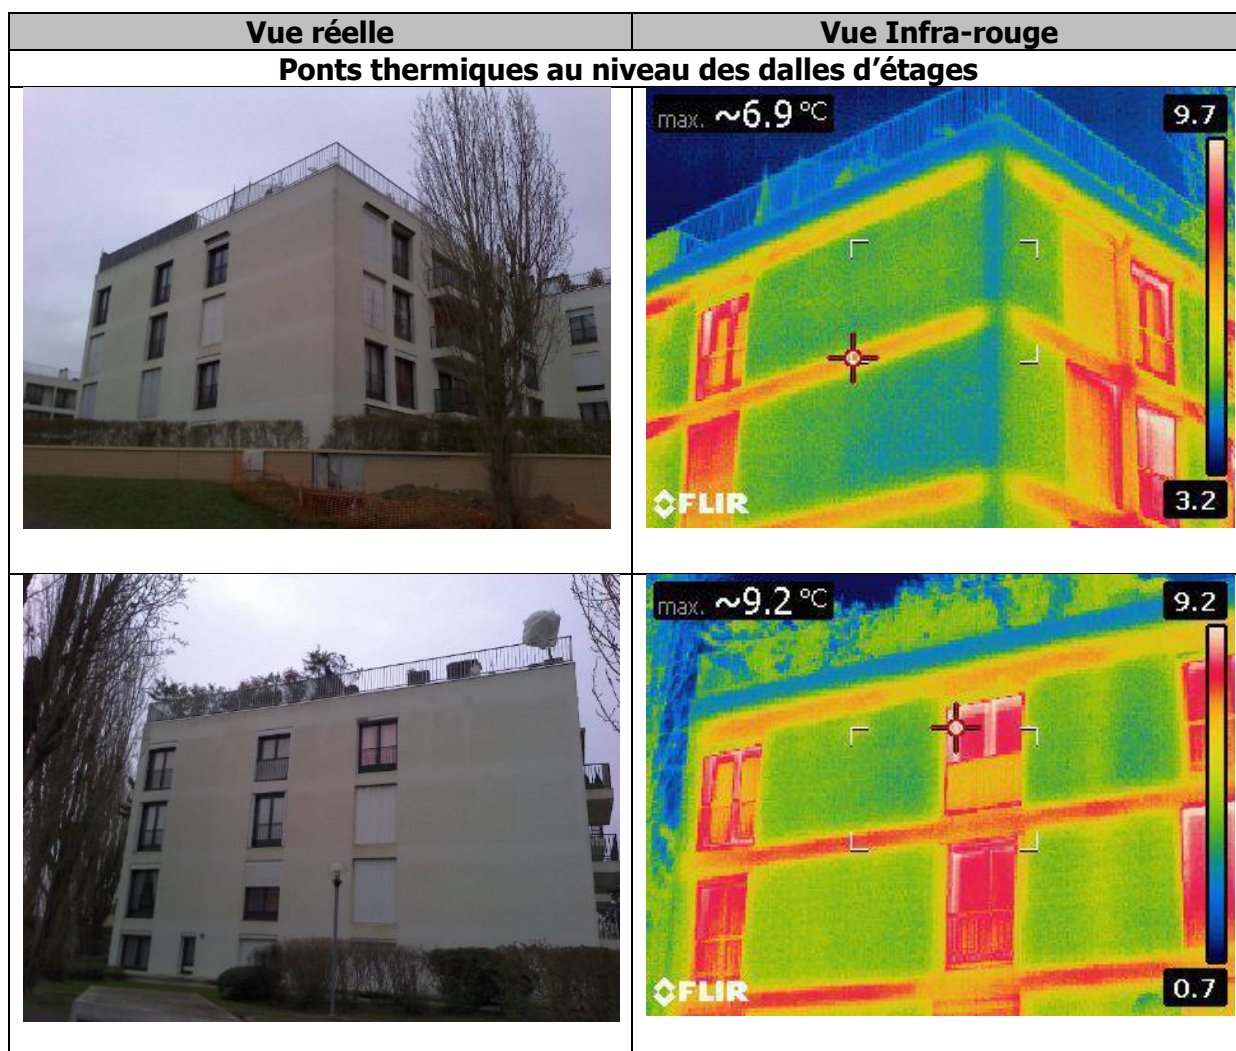 Vue réelle
Vue Infra-rouge
Ponts thermiques au niveau des dalles d’étages
max. ~6.9 °C
9.7
3.2
FLIR
max. ~9.2 °C
9.2
0.7
FLIR